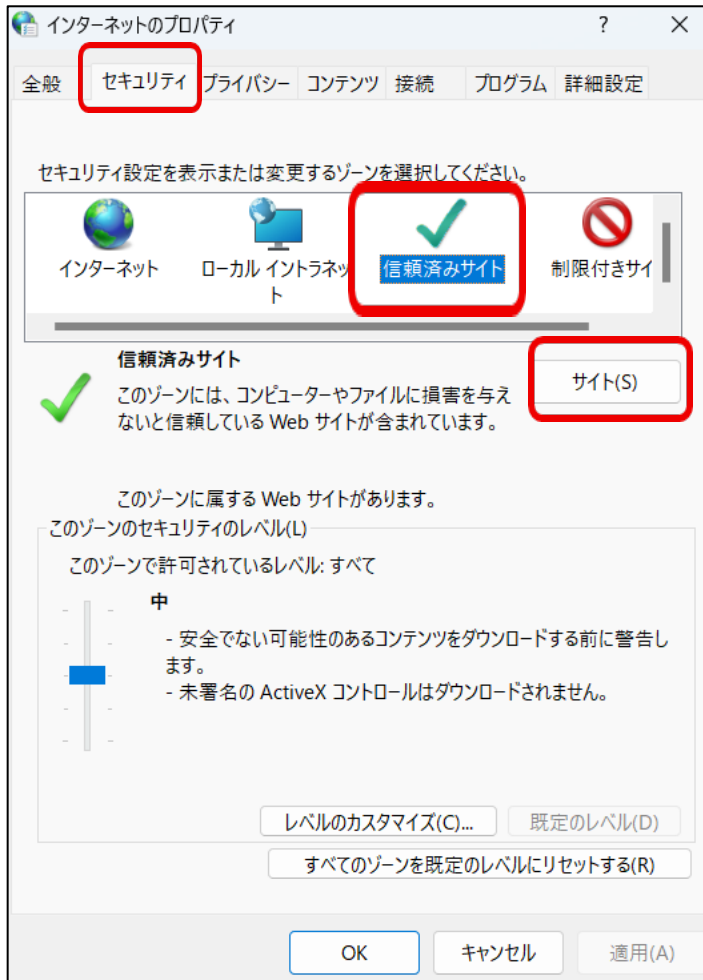 インターネットのプロパティ
?
×
全般
セキュリティ
プライバシー
コンテンツ
接続
プログラム
詳細設定
セキュリティ設定を表示または変更するゾーンを選択してください。
インターネット
ローカル イントラネッ
ト
信頼済みサイト
制限付きサイ
信頼済みサイト
このゾーンには、コンピューターやファイルに損害を与え
ないと信頼している Web サイトが含まれています。
サイト(S)
このゾーンに属する Web サイトがあります。
このゾーンのセキュリティのレベル(L)
このゾーンで許可されているレベル: すべて
中
- 安全でない可能性のあるコンテンツをダウンロードする前に警告し
ます。
- 未署名の ActiveX コントロールはダウンロードされません。
レベルのカスタマイズ(C)...
既定のレベル(D)
すべてのゾーンを既定のレベルにリセットする(R)
OK
キャンセル
適用(A)